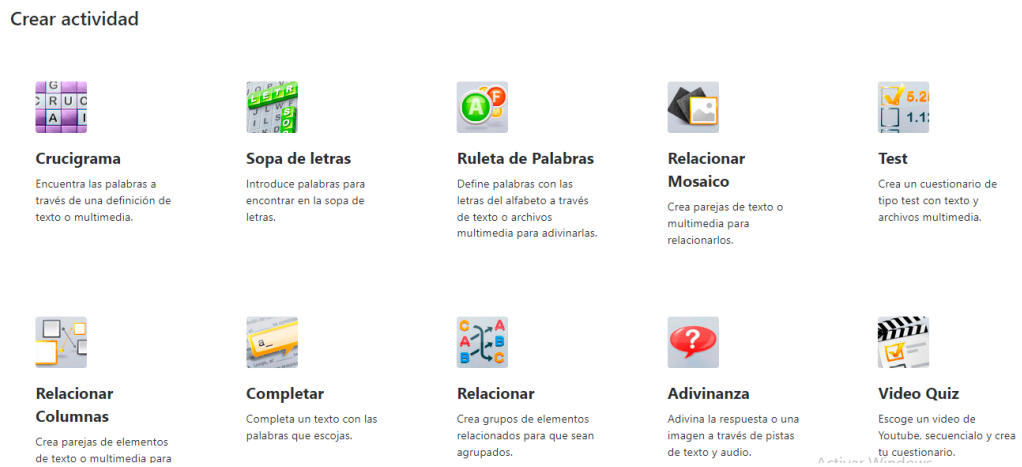 Crear actividad
Crucigrama
Encuentra las palabras a
través de una definición de
texto o multimedia.
Sopa de letras
Introduce palabras para
encontrar en la sopa de
letras.
Ruleta de Palabras
Define palabras con las
letras del alfabeto a través
de texto o archivos
multimedia para adivinarlas.
Relacionar
Mosaico
Crea parejas de texto o
multimedia para
relacionarlos.
Test
Crea un cuestionario de
tipo test con texto y
archivos multimedia.
Relacionar
Columnas
Crea parejas de elementos
de texto o multimedia para
Completar
Completa un texto con las
palabras que escojas.
Relacionar
Crea grupos de elementos
relacionados para que sean
agrupados.
Adivinanza
Adivina la respuesta o una
imagen a través de pistas
de texto y audio.
Video Quiz
Escoge un video de
Youtube, secuencialo y crea
tu cuestionario.
Activar Windows